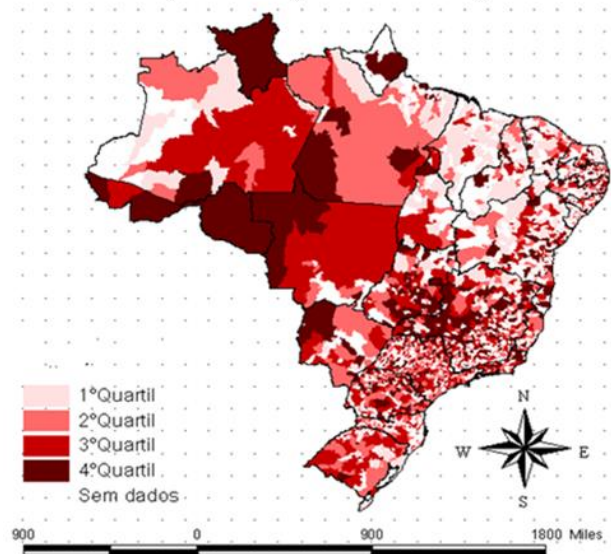 1°Quartil
2°Quartil
3°Quartil
4°Quartil
Sem dados
N
W E
S
900 0 900 1800 Miles